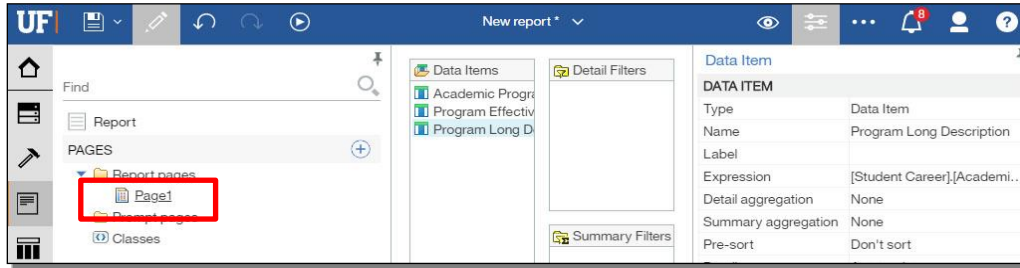 UF
New report*
8
?
Find
Report
PAGES
Report pages
Page1
Prompt pages
Classes
Data Items
Academic Progra
Program Effectiv
Program Long D
Detail Filters
Summary Filters
Data Item
DATA ITEM
Type Data Item
Name Program Long Description
Label
Expression [Student Career].[Academi...
Detail aggregation None
Summary aggregation None
Pre-sort Don't sort